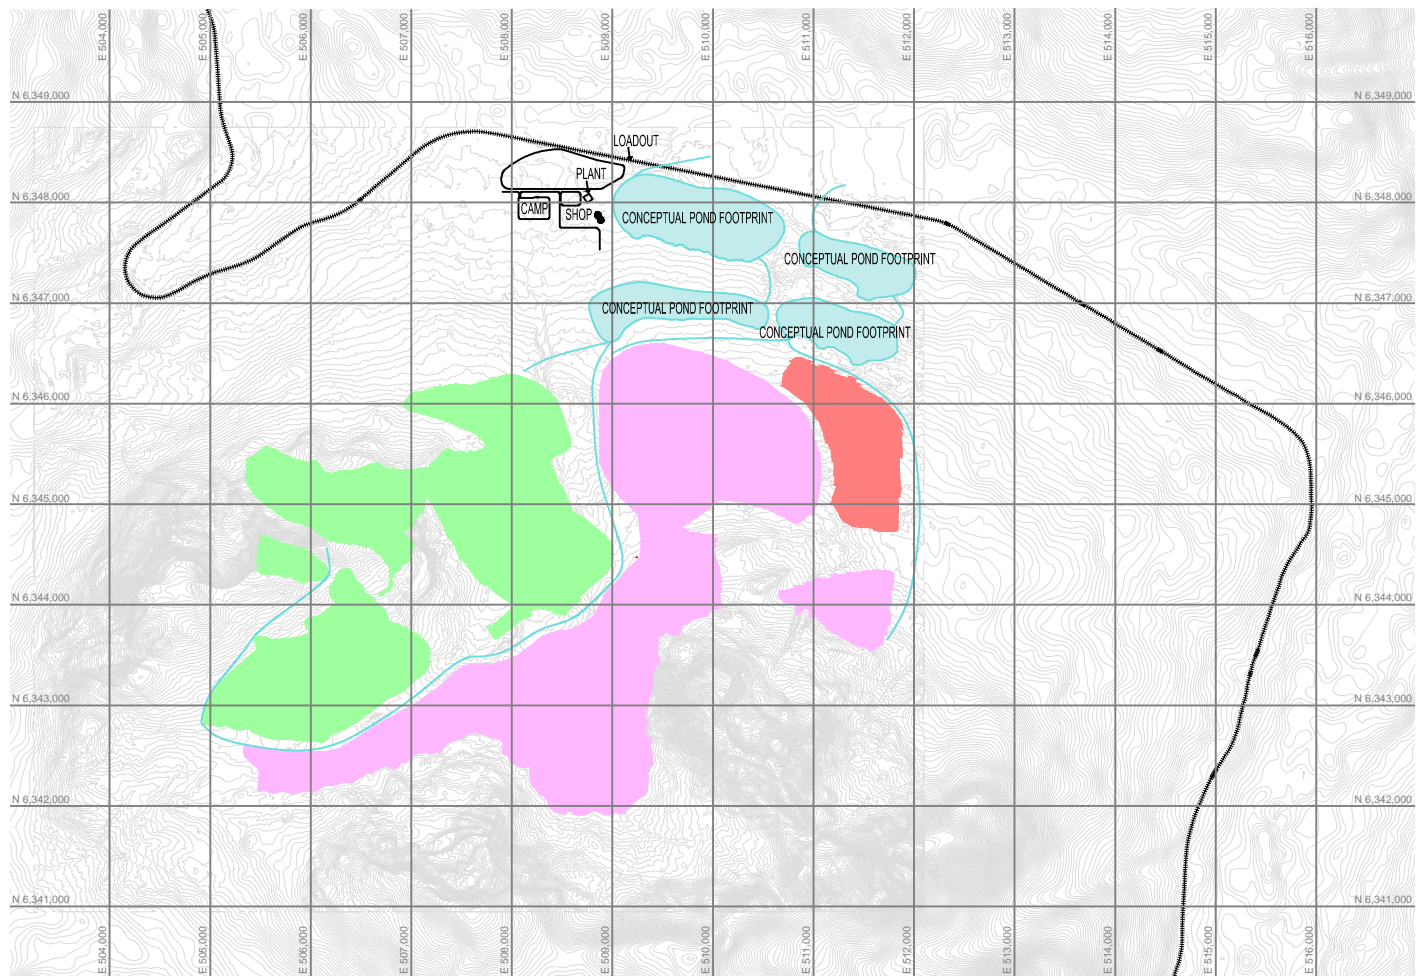 E 504,000
E 505,000
E 506,000
E 507,000
E 508,000
E 509,000
E 510,000
E 511,000
E 512,000
E 513,000
E 514,000
E 515,000
E 516,000
N 6,349,000
N 6,349,000
LOADOUT
PLANT
CAMP
SHOP
N 6,348,000
N 6,348,000
CONCEPTUAL POND FOOTPRINT
CONCEPTUAL POND FOOTPRINT
N 6,347,000
N 6,347,000
CONCEPTUAL POND FOOTPRINT
CONCEPTUAL POND FOOTPRINT
N 6,346,000
N 6,346,000
N 6,345,000
N 6,345,000
N 6,344,000
N 6,344,000
N 6,343,000
N 6,343,000
N 6,342,000
N 6,342,000
N 6,341,000
N 6,341,000
E 504,000
E 505,000
E 506,000
E 507,000
E 508,000
E 509,000
E 510,000
E 511,000
E 512,000
E 513,000
E 514,000
E 515,000
E 516,000